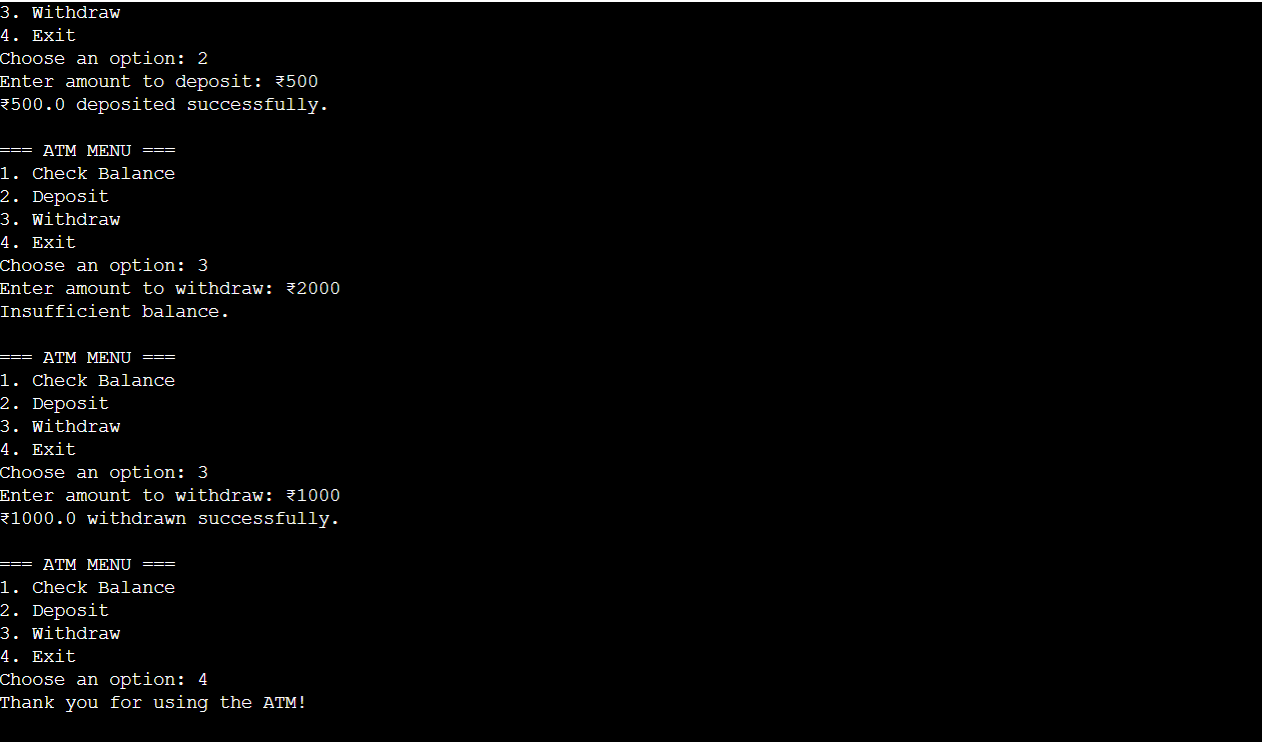 3. Withdraw
4. Exit
Choose an option: 2
Enter amount to deposit: ₹500
₹500.0 deposited successfully.

=== ATM MENU ===
1. Check Balance
2. Deposit
3. Withdraw
4. Exit
Choose an option: 3
Enter amount to withdraw: ₹2000
Insufficient balance.

=== ATM MENU ===
1. Check Balance
2. Deposit
3. Withdraw
4. Exit
Choose an option: 3
Enter amount to withdraw: ₹1000
₹1000.0 withdrawn successfully.

=== ATM MENU ===
1. Check Balance
2. Deposit
3. Withdraw
4. Exit
Choose an option: 4
Thank you for using the ATM!